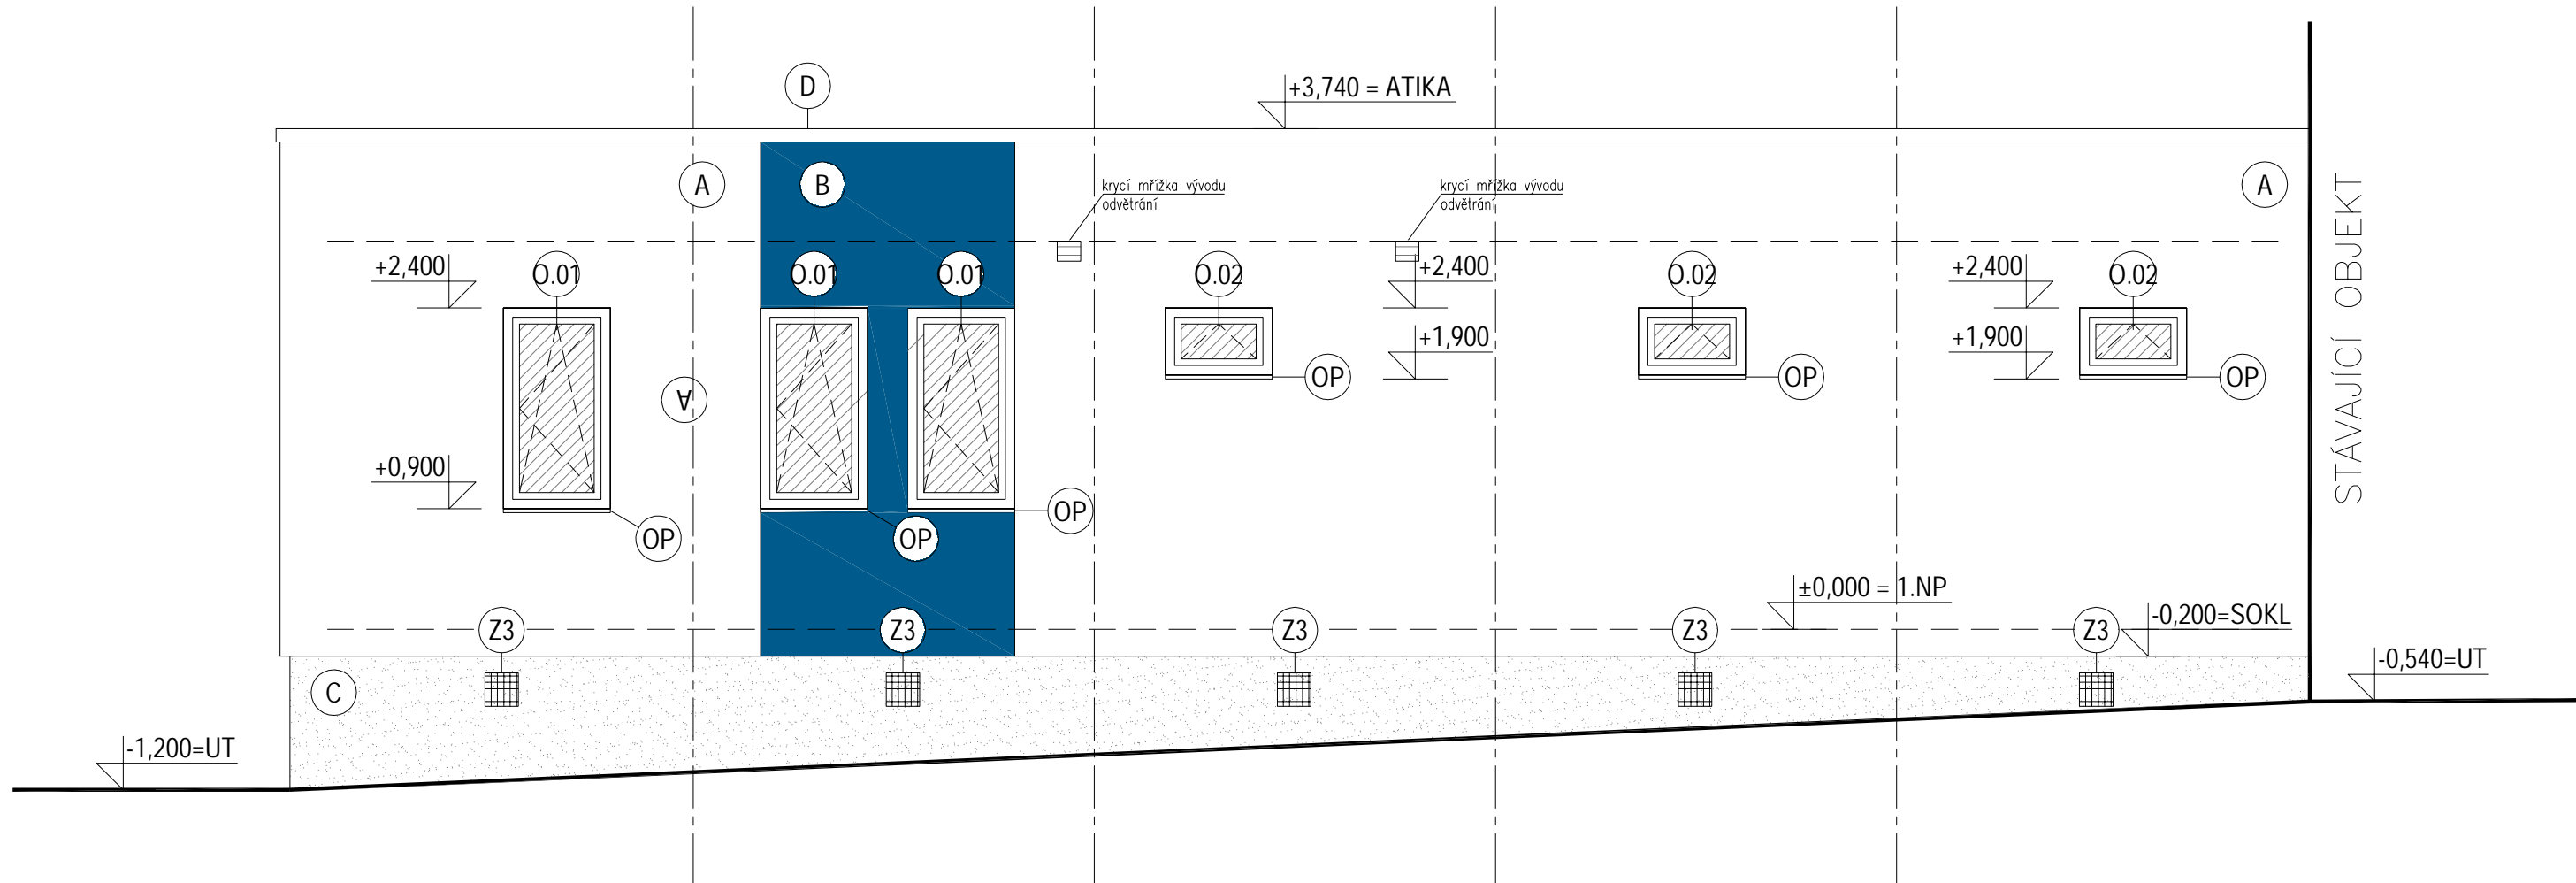 D
+3,740 = ATIKA
A
B
A
krycí mřížka vývodu
odvětrání
krycí mřížka vývodu
odvětrání
STÁVAJÍCÍ OBJEKT
+2,400
O.01
O.01
O.01
O.02
+2,400
O.02
+2,400
O.02
+1,900
+1,900
OP
OP
OP
A
+0,900
OP
OP
OP
±0,000 = 1.NP
-0,200=SOKL
Z3
Z3
Z3
Z3
Z3
-0,540=UT
C
-1,200=UT